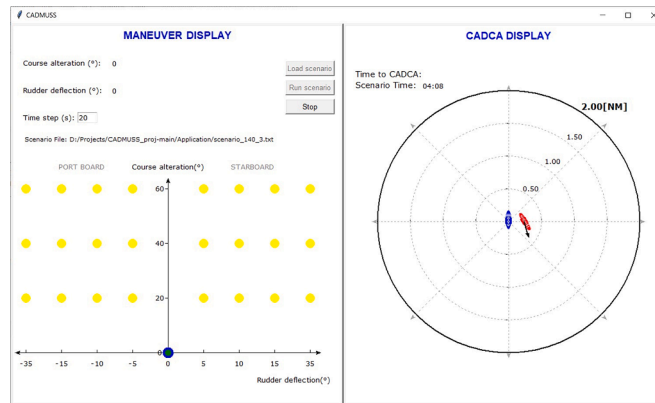 CADMUSS
MANEUVER DISPLAY
Course alteration (°): 0
Rudder deflection (°): 0
Time step (s): 20
Load scenario
Run scenario
Stop
Scenario File: D:/Projects/CADMUSS_proj-main/Application/scenario_140_3.txt
PORT BOARD
Course alteration(°)
STARBOARD
60
40
20
0
-35 -15 -10 -5 0 5 10 15 35
Rudder deflection(°)
CADCA DISPLAY
Time to CADCA:
Scenario Time: 04:08
2.00[NM]
1.50
1.00
0.50